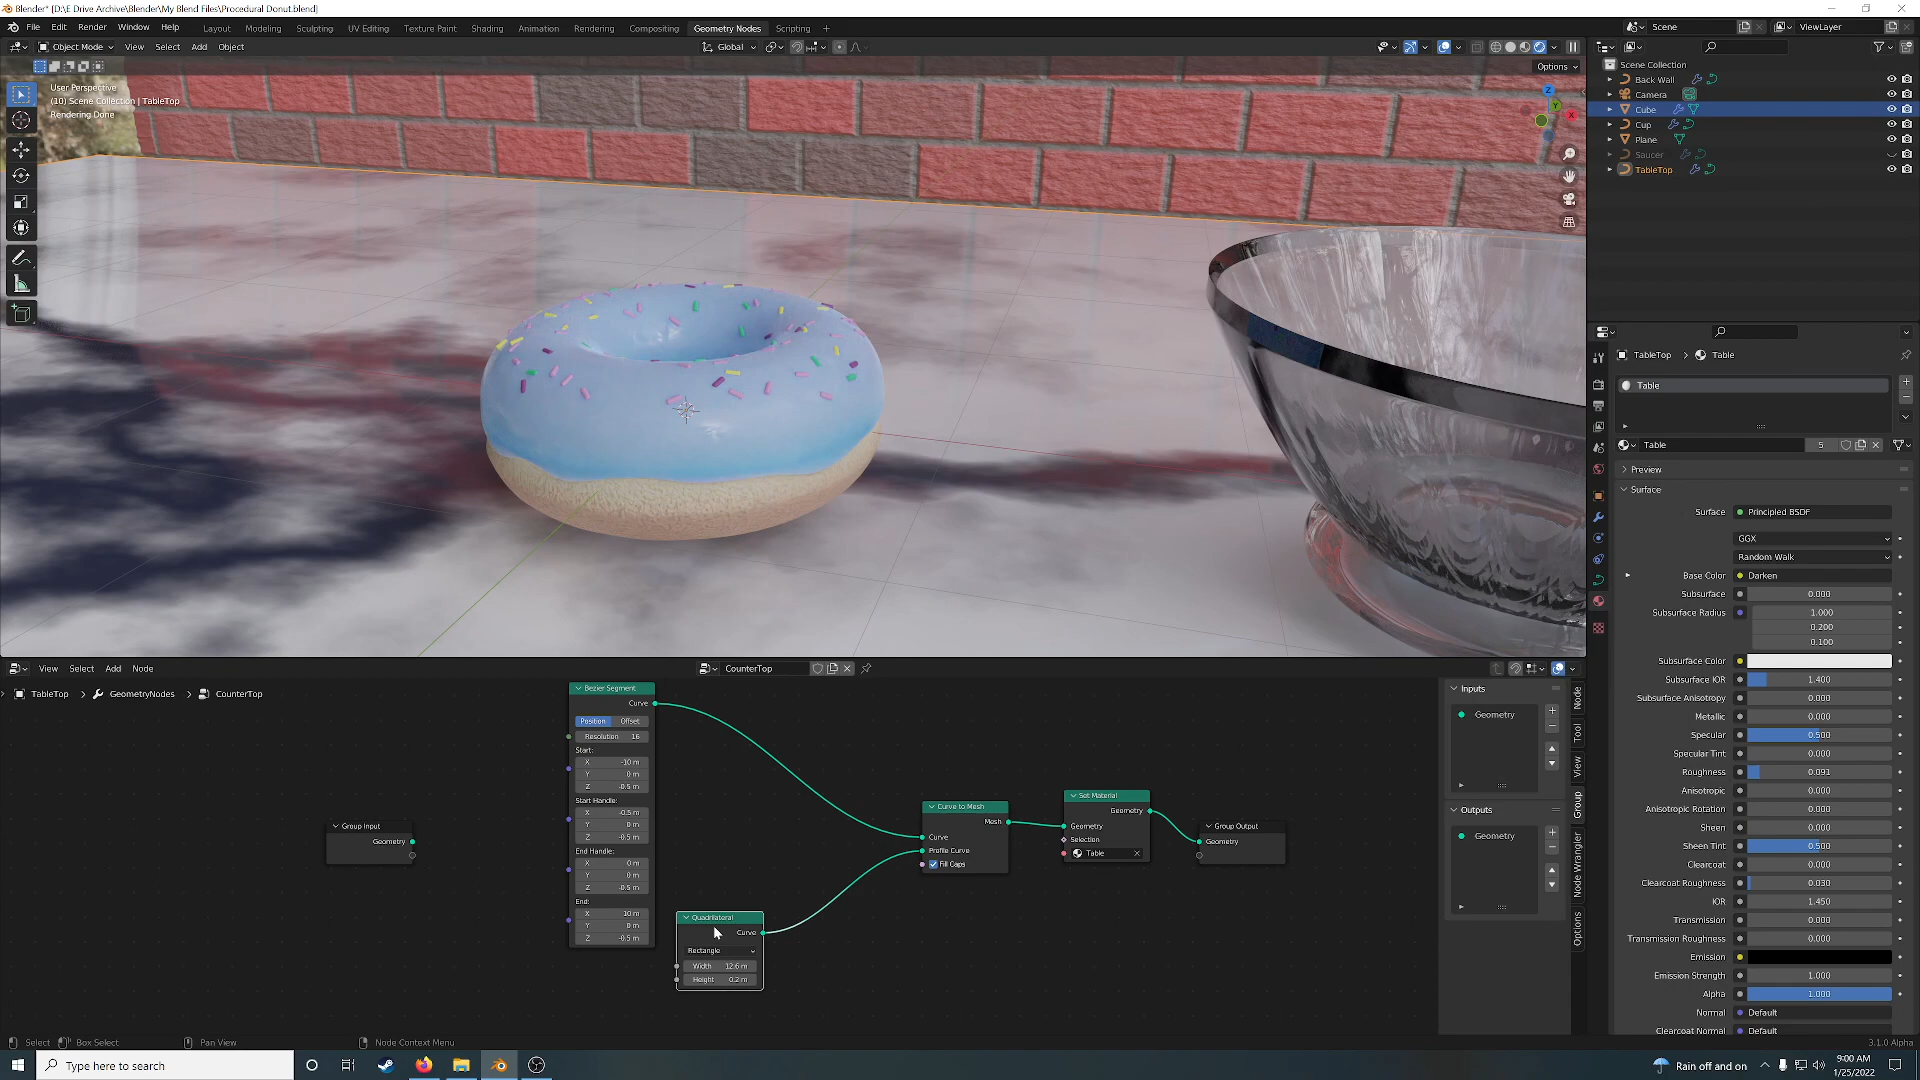 Blender* [D:\E Drive Archive\Blender\My Blend Files\Procedural Donut.blend]
File Edit Render Window Help Layout Modeling Sculpting UV Editing Texture Paint Shading Animation Rendering Compositing Geometry Nodes Scripting +
Scene
ViewLayer
Object Mode View Select Add Object
Global
Options
User Perspective
(10) Scene Collection | TableTop
Rendering Done
Z
Y
X
Scene Collection
Back Wall
Camera
Cube
Cup
Plane
Saucer
TableTop
TableTop > Table
Table
Table 5
Preview
Surface
Surface Principled BSDF
GGX
Random Walk
Base Color Darken
Subsurface 0.000
Subsurface Radius 1.000
0.200
0.100
Subsurface Color
Subsurface IOR 1.400
Subsurface Anisotropy 0.000
Metallic 0.000
Specular 0.500
Specular Tint 0.000
Roughness 0.091
Anisotropic 0.000
Anisotropic Rotation 0.000
Sheen 0.000
Sheen Tint 0.500
Clearcoat 0.000
Clearcoat Roughness 0.030
IOR 1.450
Transmission 0.000
Transmission Roughness 0.000
Emission
Emission Strength 1.000
Alpha 1.000
Normal Default
Clearcoat Normal Default
View Select Add Node
CounterTop
TableTop > GeometryNodes > CounterTop
Group Input
Geometry
Bezier Segment
Curve
Position Offset
Resolution 16
Start:
X -10 m
Y 0 m
Z -0.5 m
Start Handle:
X -0.5 m
Y 0 m
Z -0.5 m
End Handle:
X 0 m
Y 0 m
Z -0.5 m
End:
X 10 m
Y 0 m
Z -0.5 m
Quadrilateral
Curve
Rectangle
Width 12.6 m
Height 0.2 m
Curve to Mesh
Mesh
Curve
Profile Curve
Fill Caps
Set Material
Geometry
Geometry
Selection
Table
Group Output
Geometry
Inputs
Geometry
Outputs
Geometry
Node
Tool
View
Group
Node Wrangler
Options
Select Box Select Pan View Node Context Menu
3.1.0 Alpha
Type here to search
Rain off and on
9:00 AM
1/25/2022